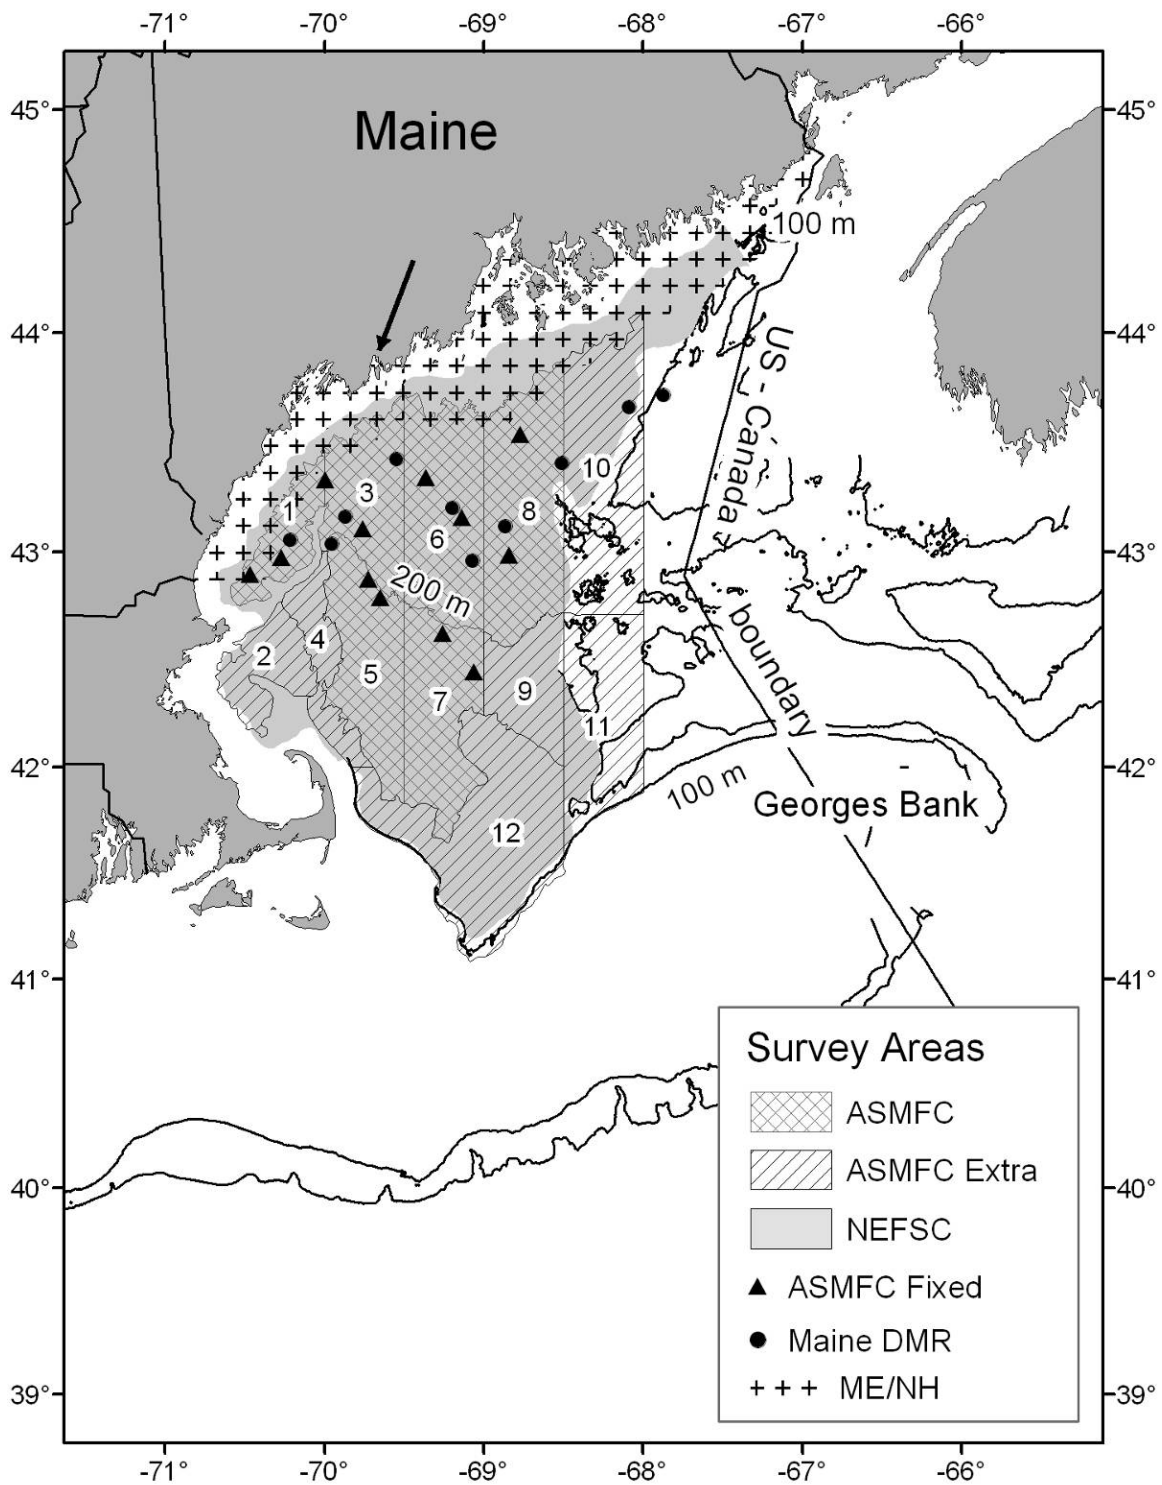 -71° -70° -69° -68° -67° -66°
45° 45°
Maine
100 m
44° 44°
US - Canada
10
1 3 8
6
43° 43°
200 m
boundary
4
2
5
9
7
11
42° 42°
100 m
Georges Bank
12
41° 41°
Survey Areas
ASMFC
ASMFC Extra
NEFSC
ASMFC Fixed
Maine DMR
+ + + ME/NH
40° 40°
39° 39°
-71° -70° -69° -68° -67° -66°